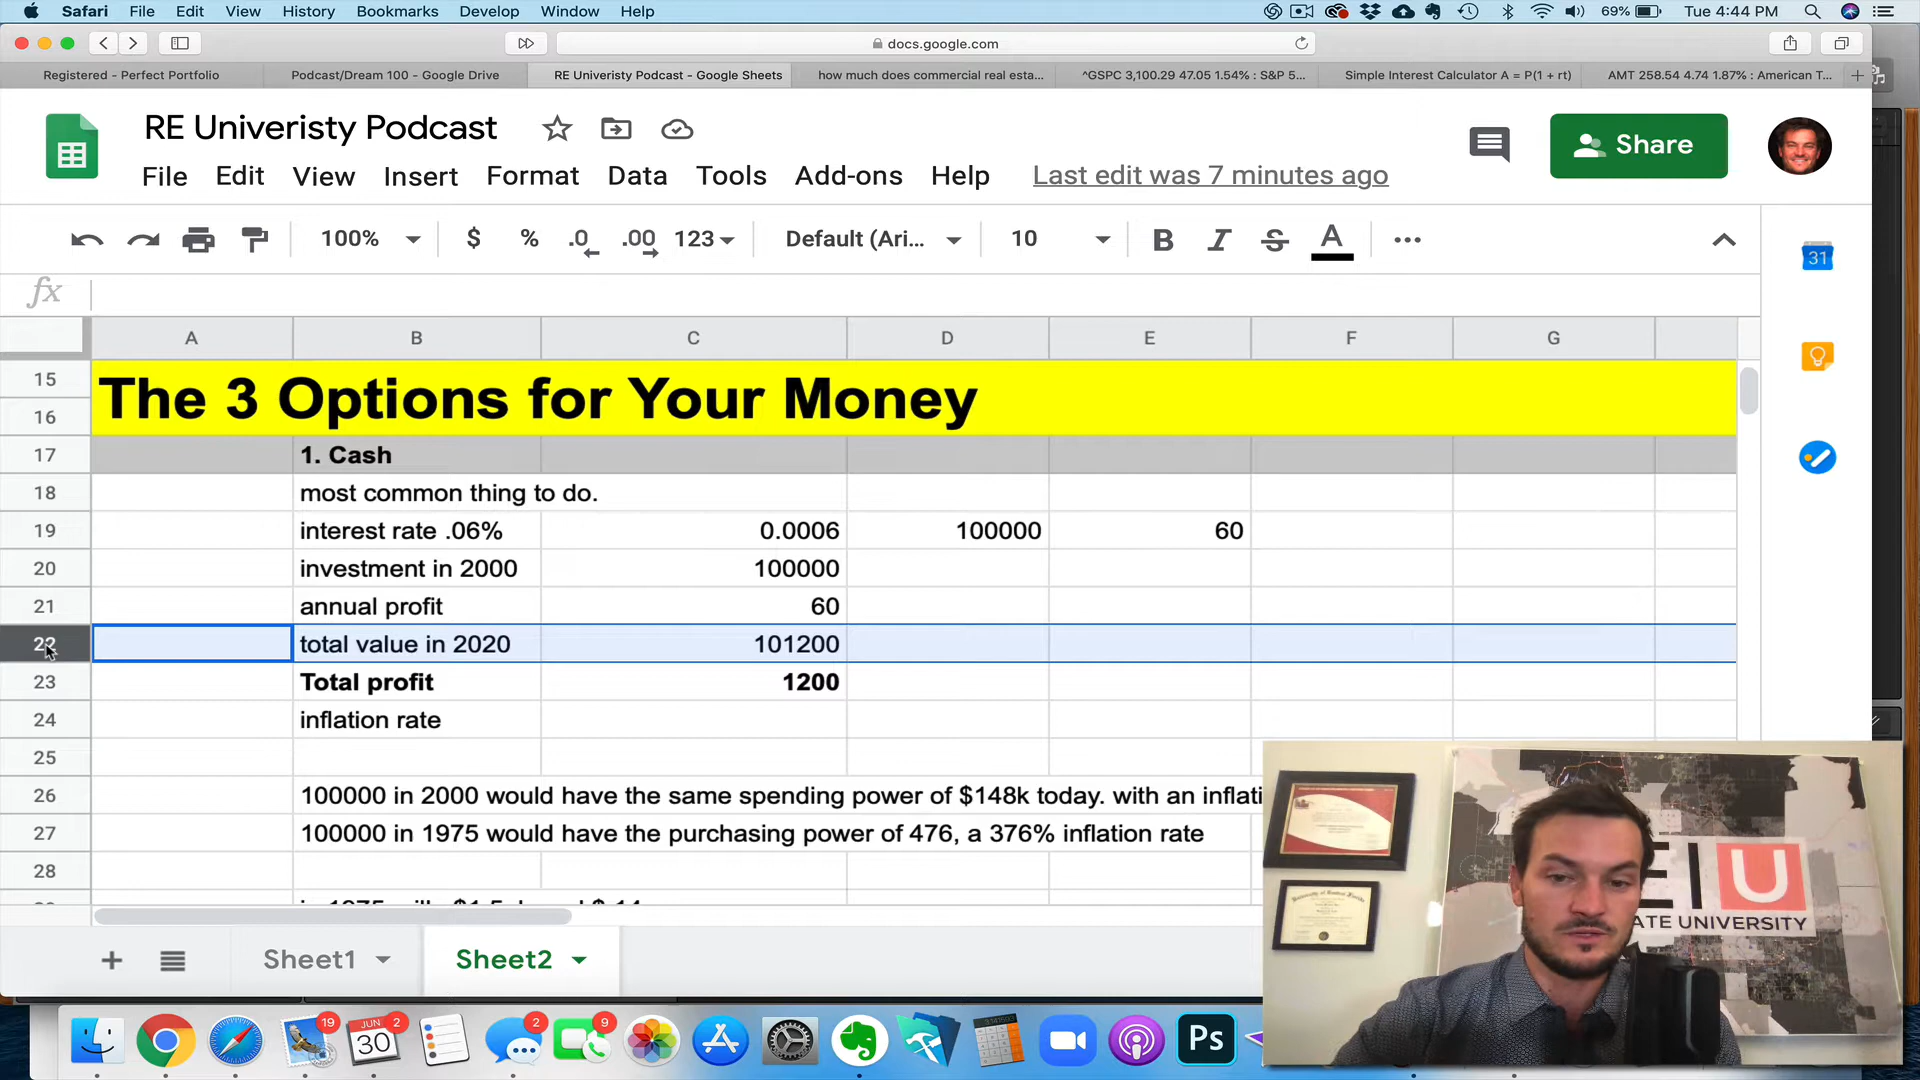 Safari File Edit View History Bookmarks Develop Window Help 69% Tue 4:44 PM
docs.google.com
Registered - Perfect Portfolio Podcast/Dream 100 - Google Drive RE Univeristy Podcast - Google Sheets how much does commercial real esta... ^GSPC 3,100.29 47.05 1.54% : S&P 5... Simple Interest Calculator A = P(1 + rt) AMT 258.54 4.74 1.87% : American T...
RE Univeristy Podcast
Share
File Edit View Insert Format Data Tools Add-ons Help Last edit was 7 minutes ago
100% $ % .0 .00 123 Default (Ari... 10 B I S A
31
fx
A B C D E F G
15 The 3 Options for Your Money
16
17 1. Cash
18 most common thing to do.
19 interest rate .06% 0.0006 100000 60
20 investment in 2000 100000
21 annual profit 60
22 total value in 2020 101200
23 Total profit 1200
24 inflation rate
25
26 100000 in 2000 would have the same spending power of $148k today. with an inflati
27 100000 in 1975 would have the purchasing power of 476, a 376% inflation rate
28
Sheet1 Sheet2
E U
ATE UNIVERSITY
19 JUN 2 30 2 9 Ps